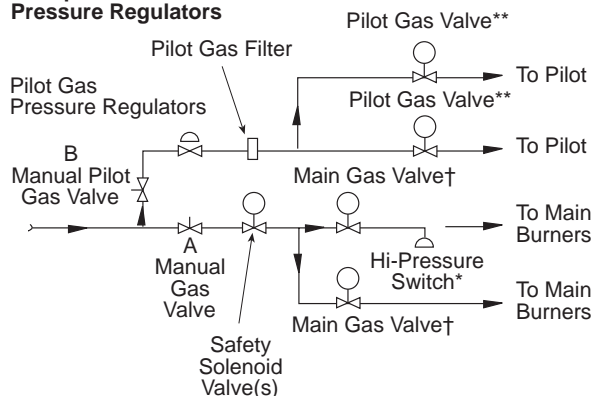 Pressure Regulators
Pilot Gas Valve**
Pilot Gas Filter
To Pilot
Pilot Gas
Pressure Regulators
Pilot Gas Valve**
B
Manual Pilot
Gas Valve
To Pilot
Main Gas Valve†
To Main
Burners
A
Manual
Gas
Valve
Hi-Pressure
Switch*
To Main
Burners
Main Gas Valve†
Safety
Solenoid
Valve(s)